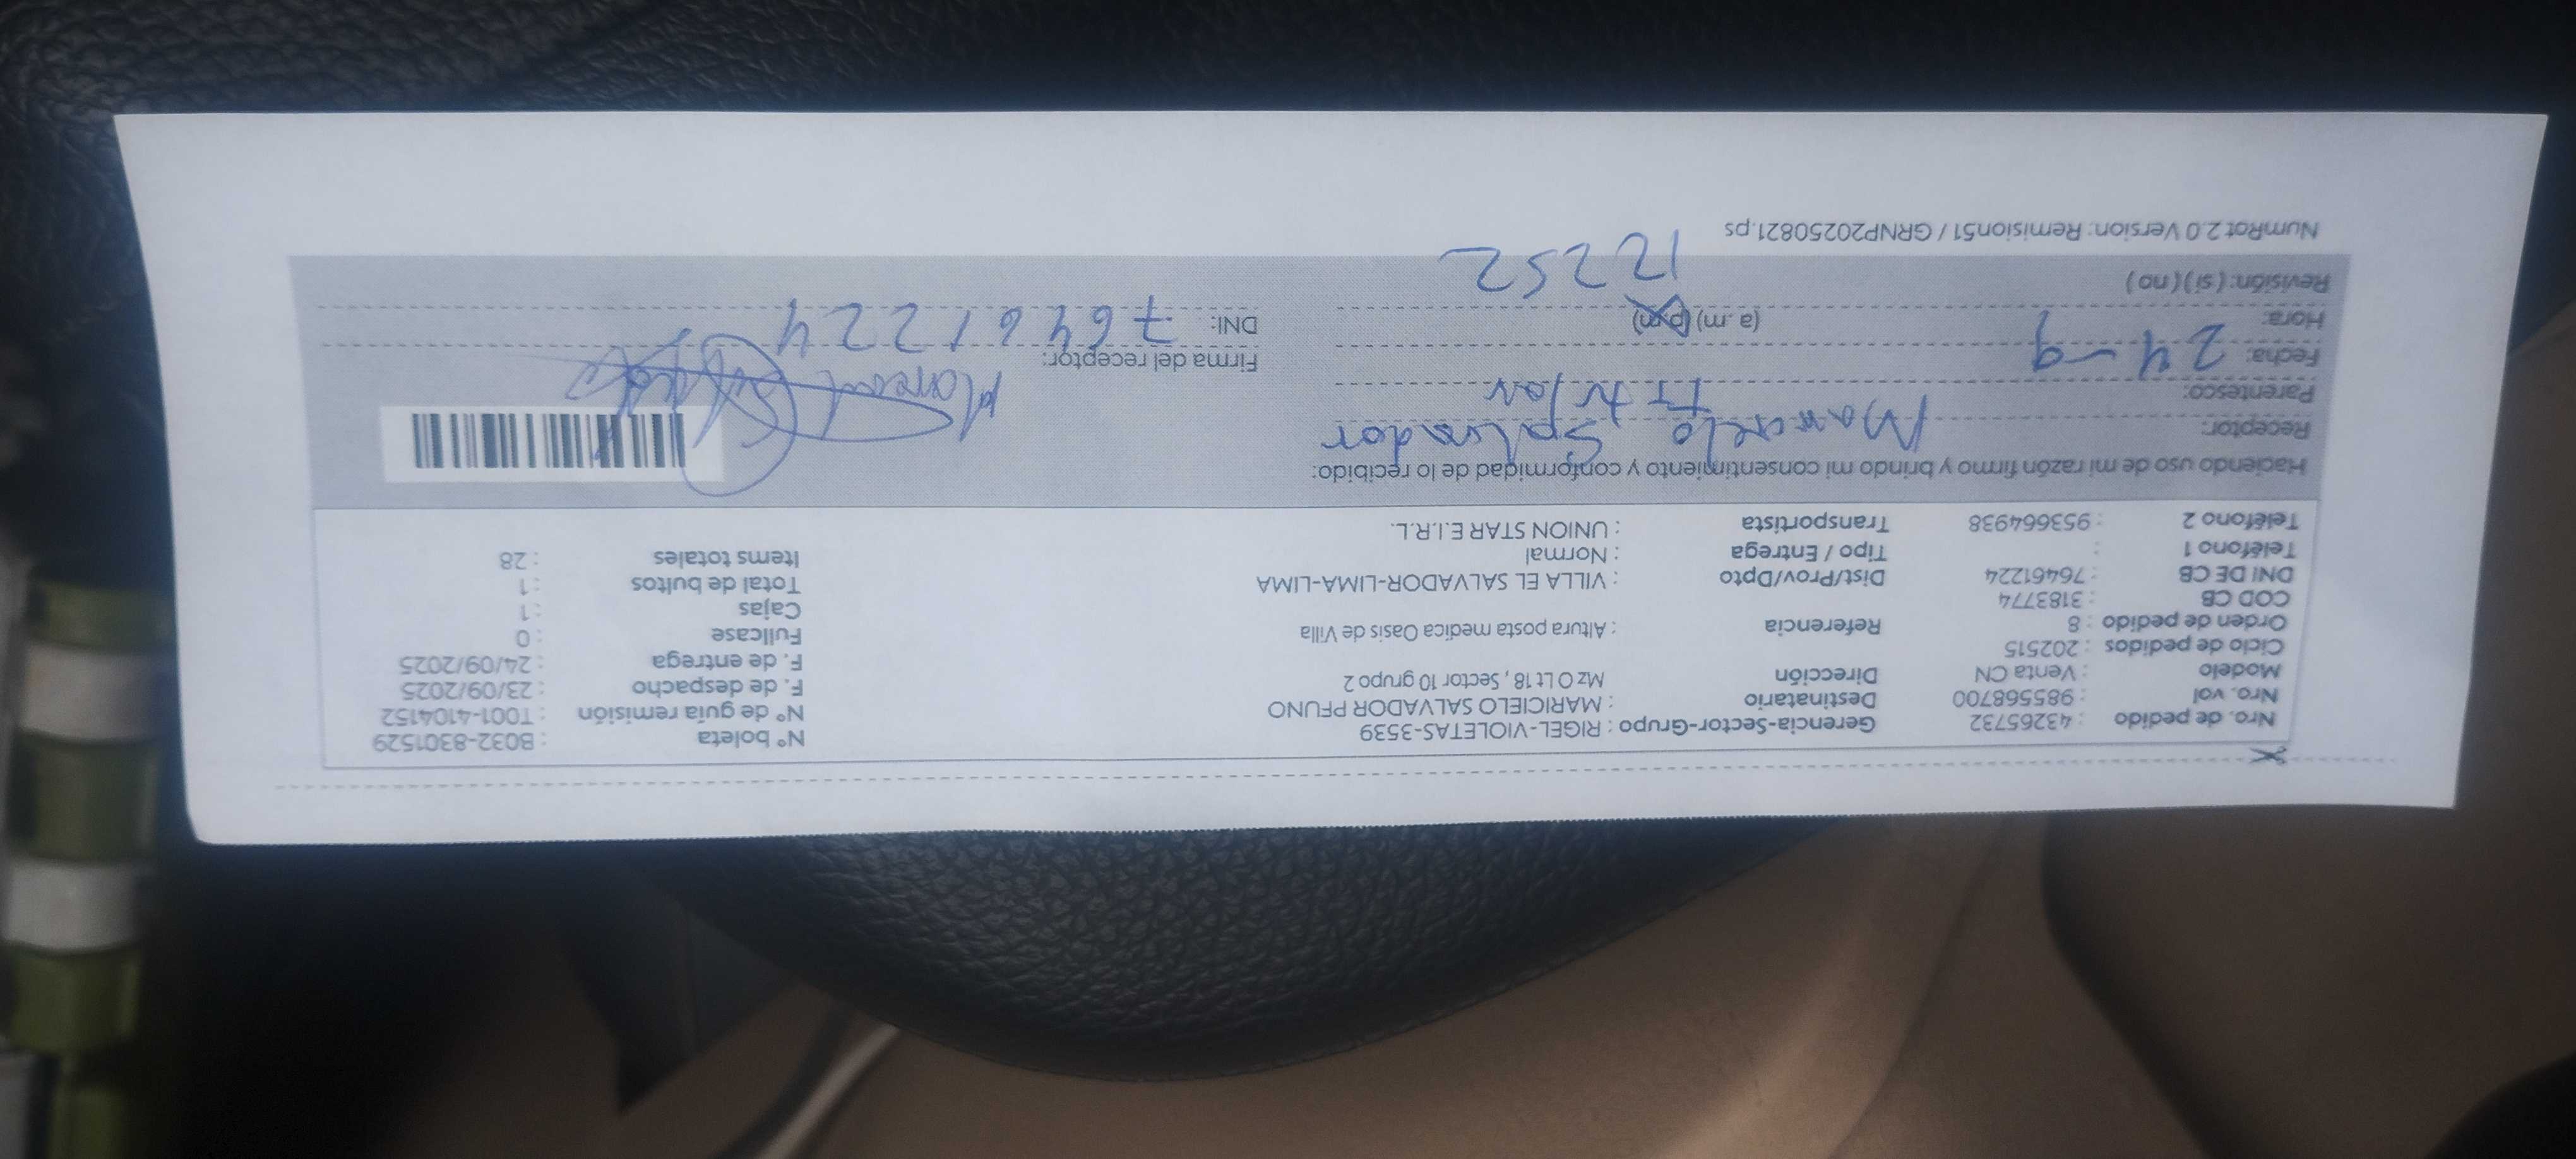 Nro. de pedido : 43265732 Gerencia-Sector-Grupo : RIGEL-VIOLETAS-3539 N° boleta : B032-8301529
Nro. vol : 985568700 Destinatario : MARICIELO SALVADOR PFUNO N° de guía remisión : T001-4104152
Modelo : Venta CN Dirección Mz O Lt 18 , Sector 10 grupo 2 F. de despacho : 23/09/2025
Ciclo de pedidos : 202515 F. de entrega : 24/09/2025
Orden de pedido : 8 Referencia : Altura posta medica Oasis de Villa Fullcase : 0
COD CB : 3183774 Cajas : 1
DNI DE CB : 76461224 Dist/Prov/Dpto : VILLA EL SALVADOR-LIMA-LIMA Total de bultos : 1
Teléfono 1 : Tipo / Entrega : Normal Items totales : 28
Teléfono 2 : 953664938 Transportista : UNION STAR E.I.R.L.
Haciendo uso de mi razón firmo y brindo mi consentimiento y conformidad de lo recibido:
Receptor: Salvador
Parentesco: Titular
Fecha: 24-9 Firma del receptor:
Hora: (a.m) (p.m) DNI: 76461224
Revisión: ( si ) ( no ) 12252
NumRot 2.0 Version: Remision51 / GRNP20250821.ps